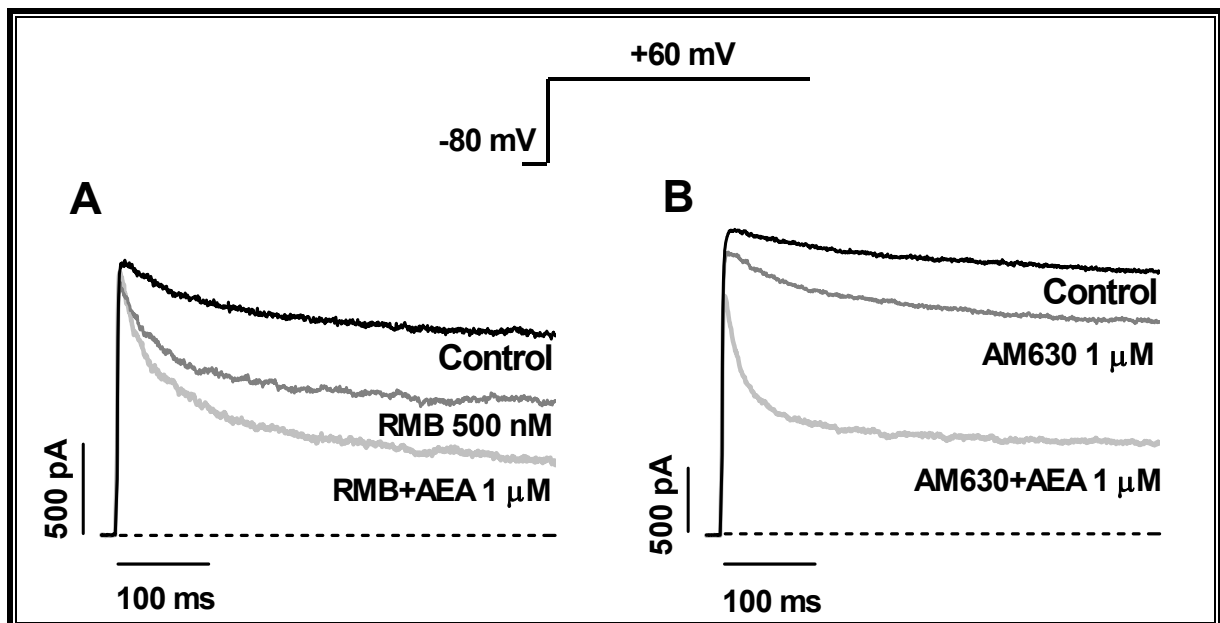 +60 mV
-80 mV
A
Control
RMB 500 nM
RMB+AEA 1 μM
500 pA
100 ms
B
Control
AM630 1 μM
AM630+AEA 1 μM
500 pA
100 ms